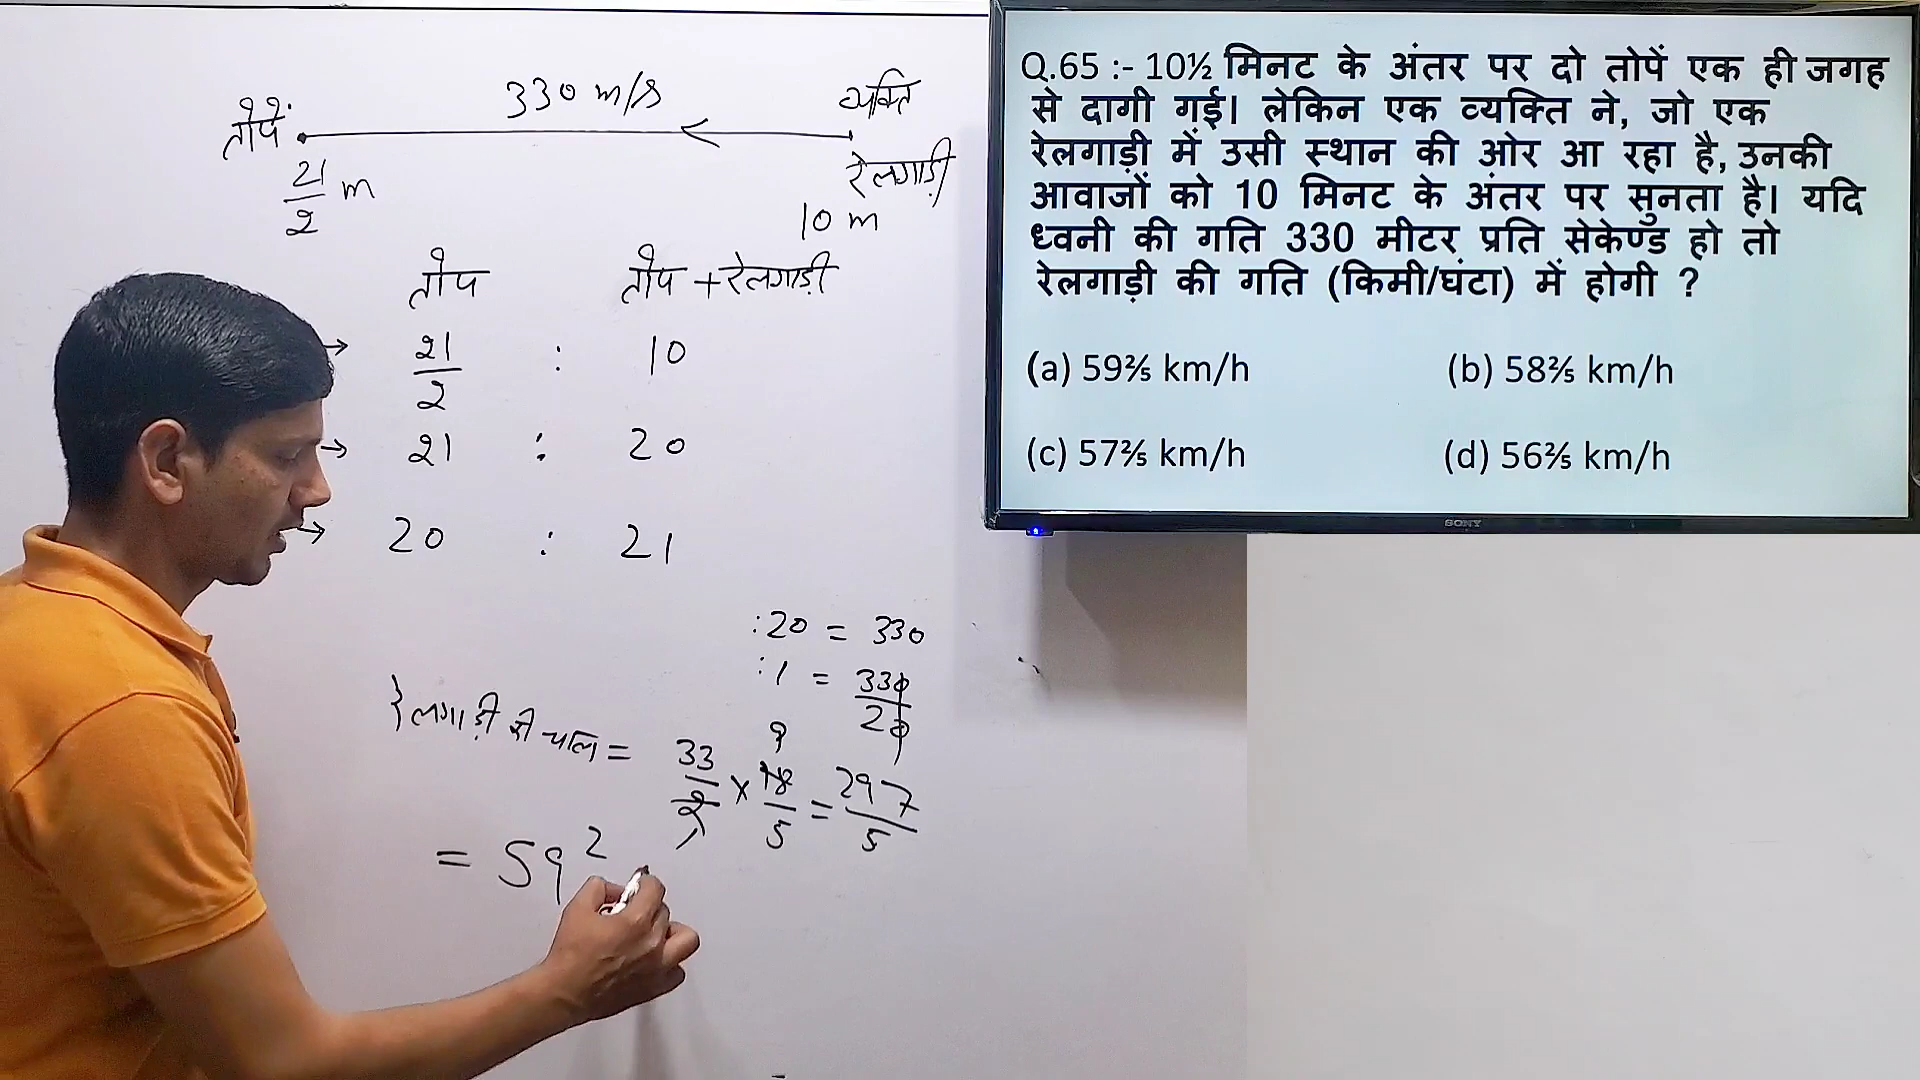 330 m/s
तोपें
व्यक्ति
रेलगाड़ी
21/2 m
10 m
तोप तोप + रेलगाड़ी
→ 21/2 : 10
→ 21 : 20
→ 20 : 21
:20 = 330
:1 = 330/20
रेलगाड़ी की चाल = 33/2 × 18/5 = 297/5
9
= 59 2
Q.65 :- 10½ मिनट के अंतर पर दो तोपें एक ही जगह
से दागी गई। लेकिन एक व्यक्ति ने, जो एक
रेलगाड़ी में उसी स्थान की ओर आ रहा है, उनकी
आवाजों को 10 मिनट के अंतर पर सुनता है। यदि
ध्वनी की गति 330 मीटर प्रति सेकेण्ड हो तो
रेलगाड़ी की गति (किमी/घंटा) में होगी ?
(a) 59⅖ km/h (b) 58⅖ km/h
(c) 57⅖ km/h (d) 56⅖ km/h
SONY